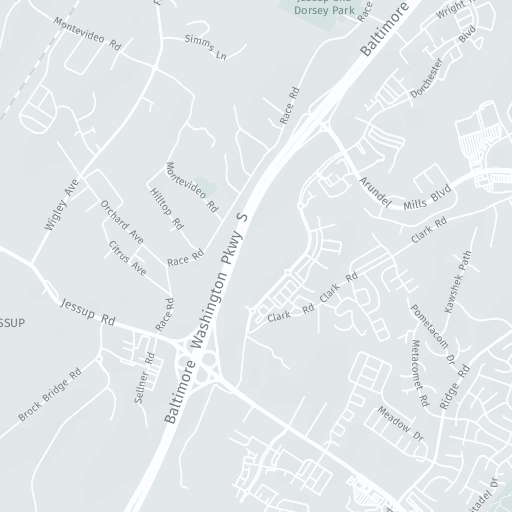 Dorsey Park
Race Rd
Baltimore
Wright
Blvd
Montevideo Rd
Simms Ln
Dorchester
Race Rd
Montevideo Rd
Arundel Mills Blvd
Wigley Ave
Hilltop Rd
Orchard Ave
Clark Rd
Citrus Ave
Race Rd
Baltimore Washington Pkwy S
Kawshek Path
Jessup Rd
Race Rd
Clark Rd
Clark Rd
Pometacom Dr
SSUP
Metacomet Rd
Sellner Rd
Brock Bridge Rd
Ridge Rd
Meadow Dr